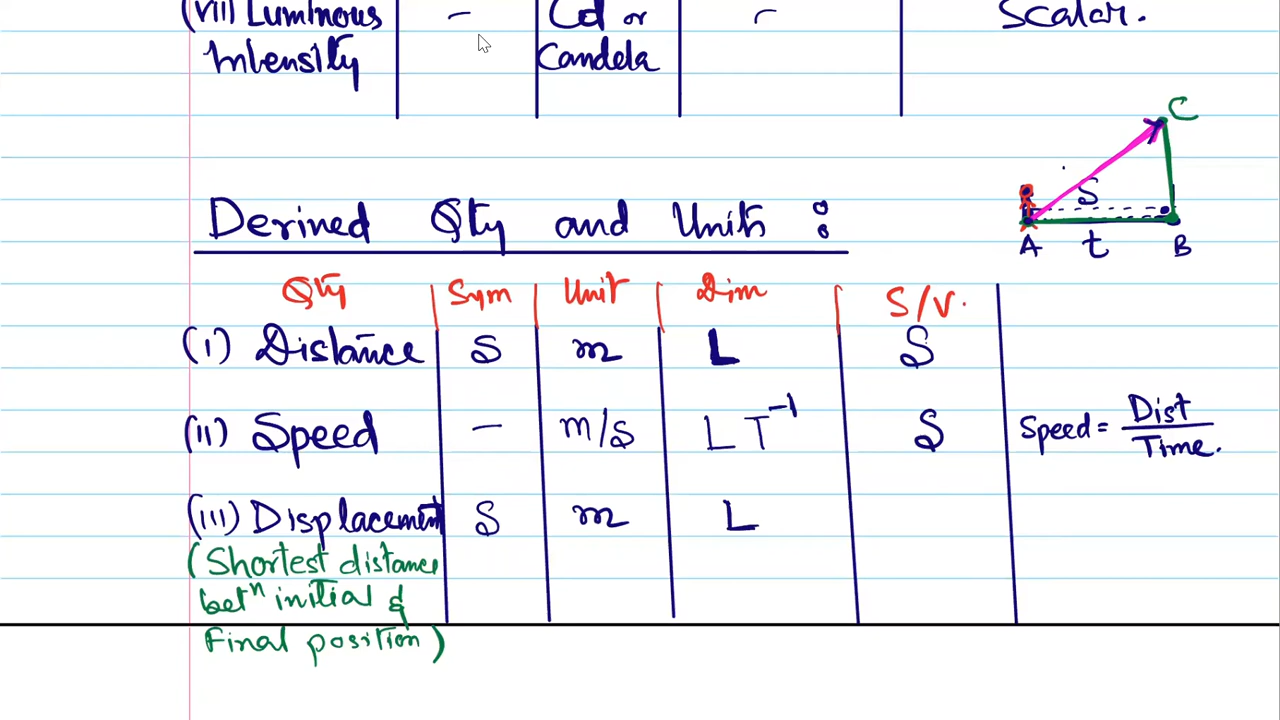 (VII) Luminous – Cd or – Scalar.
Intensity Candela
C
S
A t B
Derived Qty and Units :
Qty Sym Unit Dim S/V.
(i) Distance S m L S
(ii) Speed – m/s L T⁻¹ S Speed = Dist / Time.
(iii) Displacement S m L
(Shortest distance
betⁿ initial &
Final position)